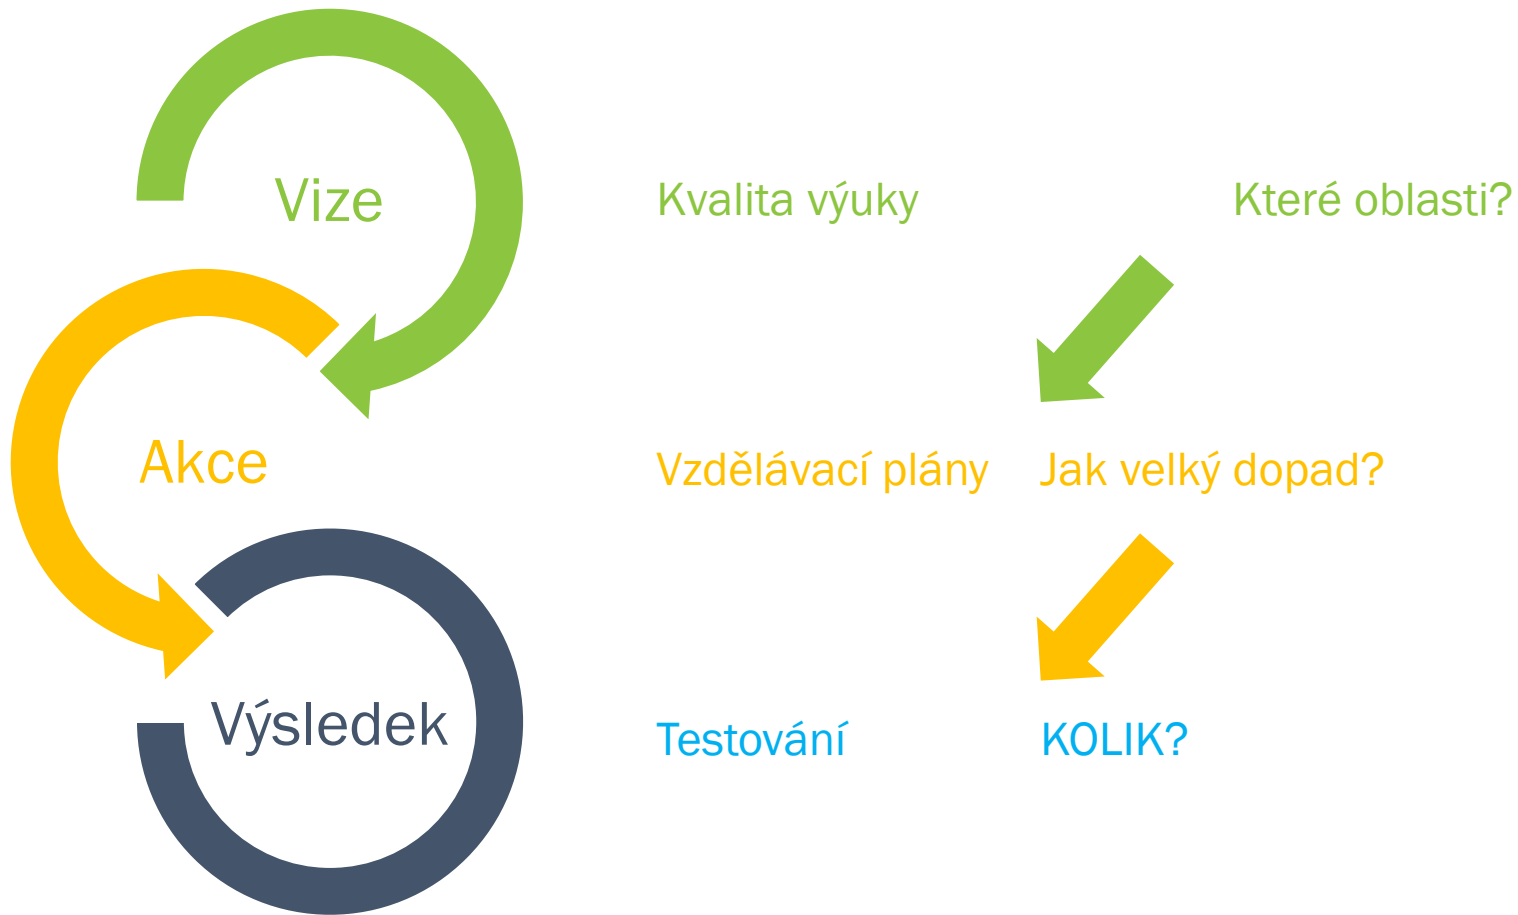 Vize
Kvalita výuky
Které oblasti?
Akce
Vzdělávací plány
Jak velký dopad?
Výsledek
Testování
KOLIK?